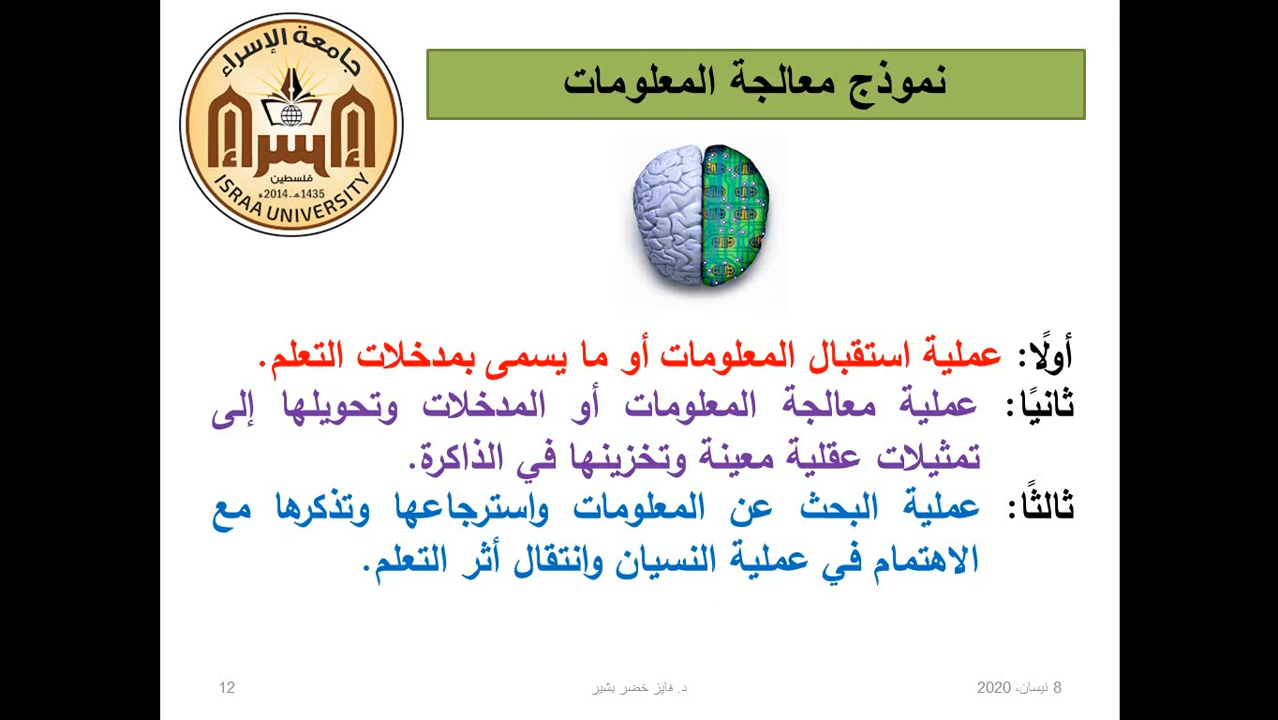 جامعة الإسراء
الإسراء
فلسطين
1435هـ - 2014م
ISRAA UNIVERSITY
نموذج معالجة المعلومات
أولًا: عملية استقبال المعلومات أو ما يسمى بمدخلات التعلم.
ثانيًا: عملية معالجة المعلومات أو المدخلات وتحويلها إلى
تمثيلات عقلية معينة وتخزينها في الذاكرة.
ثالثًا: عملية البحث عن المعلومات واسترجاعها وتذكرها مع
الاهتمام في عملية النسيان وانتقال أثر التعلم.
8 نيسان، 2020
د. فايز خضر بشير
12